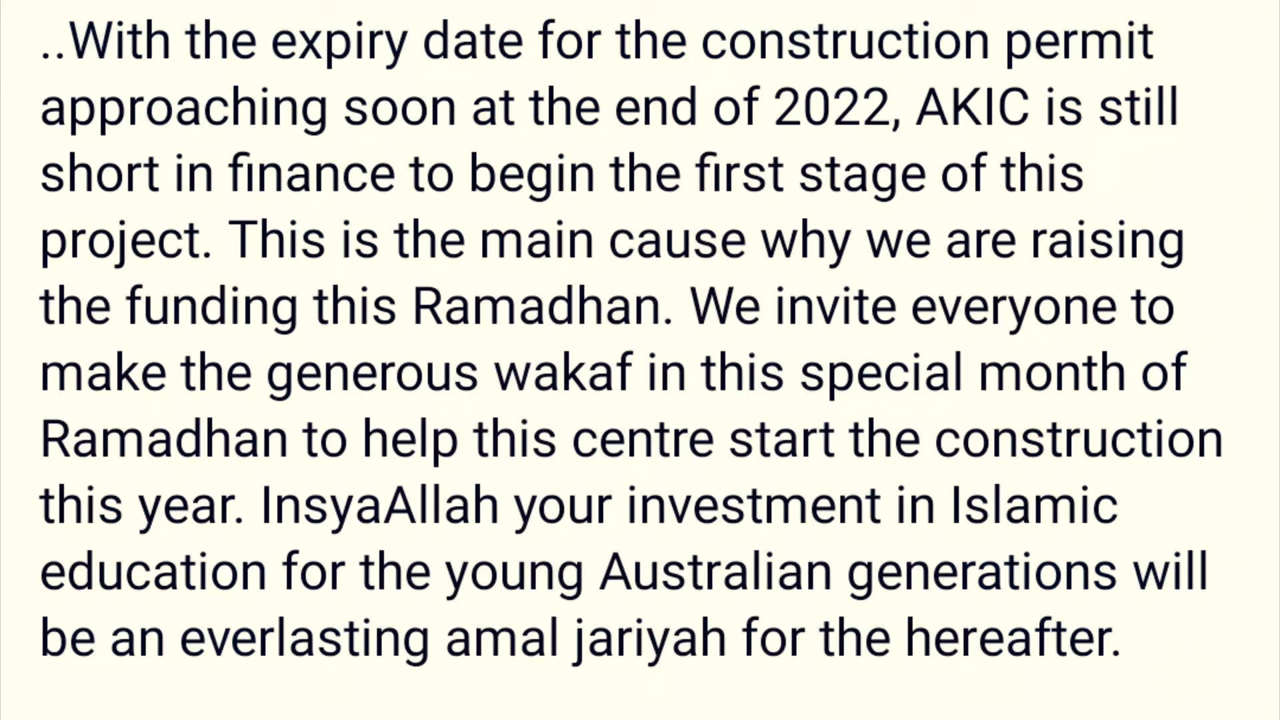 ..With the expiry date for the construction permit
approaching soon at the end of 2022, AKIC is still
short in finance to begin the first stage of this
project. This is the main cause why we are raising
the funding this Ramadhan. We invite everyone to
make the generous wakaf in this special month of
Ramadhan to help this centre start the construction
this year. InsyaAllah your investment in Islamic
education for the young Australian generations will
be an everlasting amal jariyah for the hereafter.